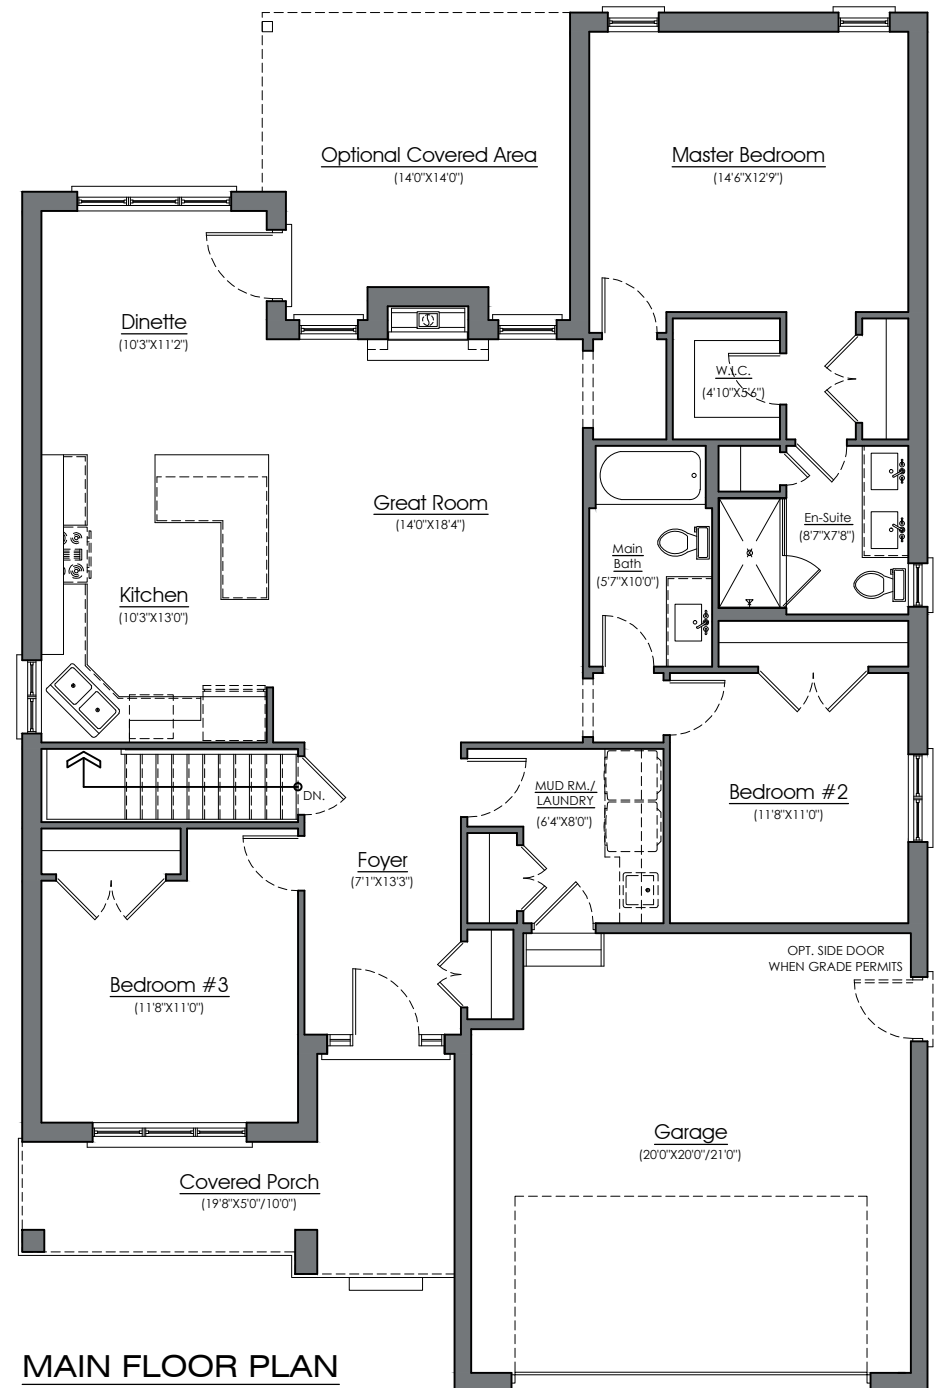 Optional Covered Area
(14'0"X14'0")
Master Bedroom
(14'6"X12'9")
Dinette
(10'3"X11'2")
W.I.C.
(4'10"X5'6")
Great Room
(14'0"X18'4")
En-Suite
(8'7"X7'8")
Main
Bath
(5'7"X10'0")
Kitchen
(10'3"X13'0")
DN.
MUD RM./
LAUNDRY
(6'4"X8'0")
Bedroom #2
(11'8"X11'0")
Foyer
(7'1"X13'3")
OPT. SIDE DOOR
WHEN GRADE PERMITS
Bedroom #3
(11'8"X11'0")
Garage
(20'0"X20'0"/21'0")
Covered Porch
(19'8"X5'0"/10'0")
MAIN FLOOR PLAN